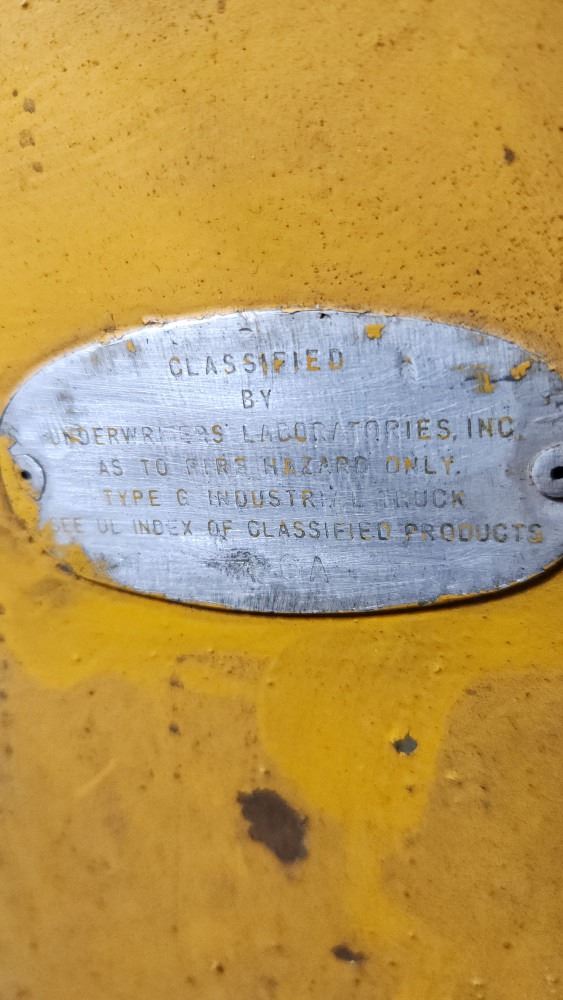 CLASSIFIED
BY
UNDERWRITERS LABORATORIES, INC.
AS TO FIRE HAZARD ONLY.
TYPE G INDUSTRIAL TRUCK
SEE UL INDEX OF CLASSIFIED PRODUCTS